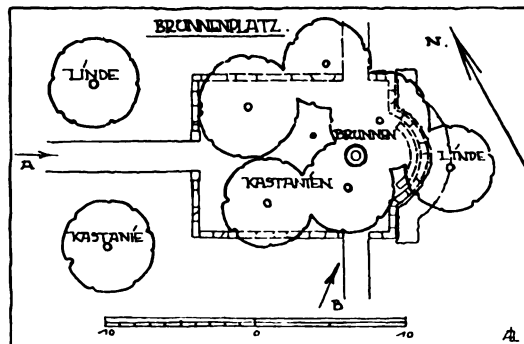 BRUNNENPLATZ.
N.
LINDE
BRUNNEN
LINDE
A
KASTANIEN
KASTANIE
B
10 0 10